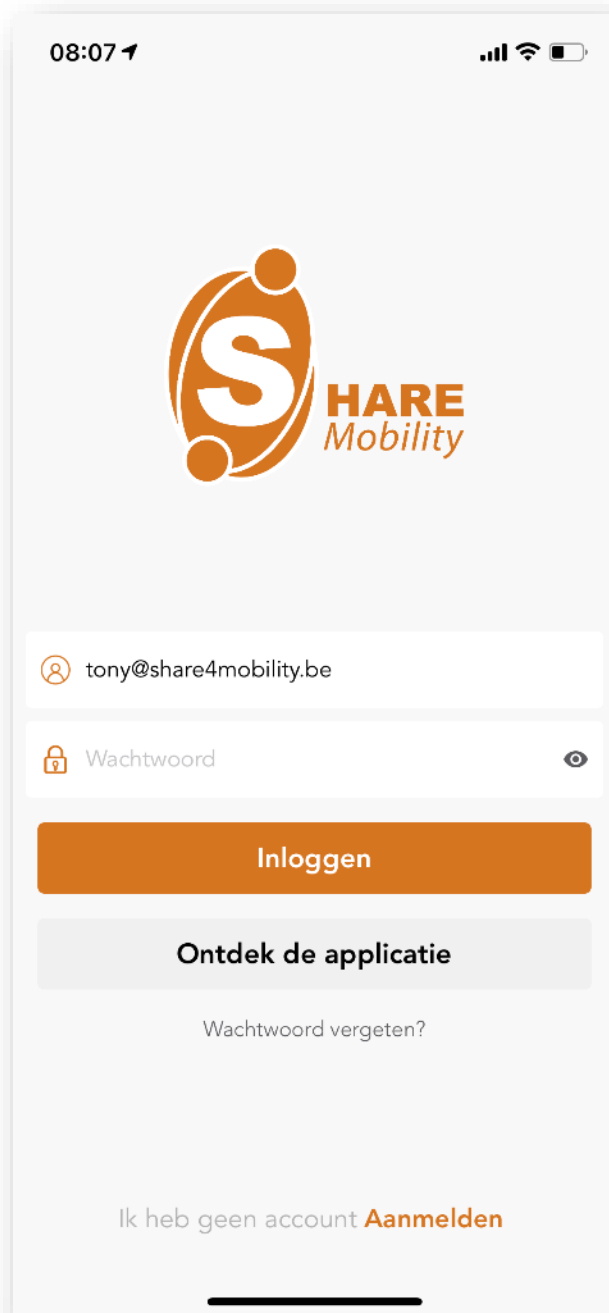 08:07
SHARE
Mobility
tony@share4mobility.be
Wachtwoord
Inloggen
Ontdek de applicatie
Wachtwoord vergeten?
Ik heb geen account Aanmelden